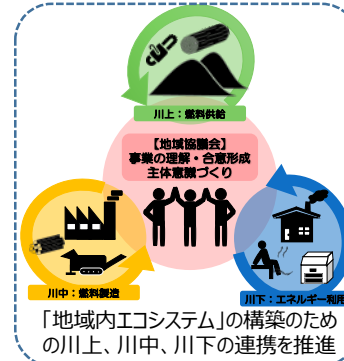 川上：燃料供給
【地域協議会】
事業の理解・合意形成
主体意識づくり
川中：燃料製造
川下：エネルギー利用
「地域内エコシステム」の構築のため
の川上、川中、川下の連携を推進